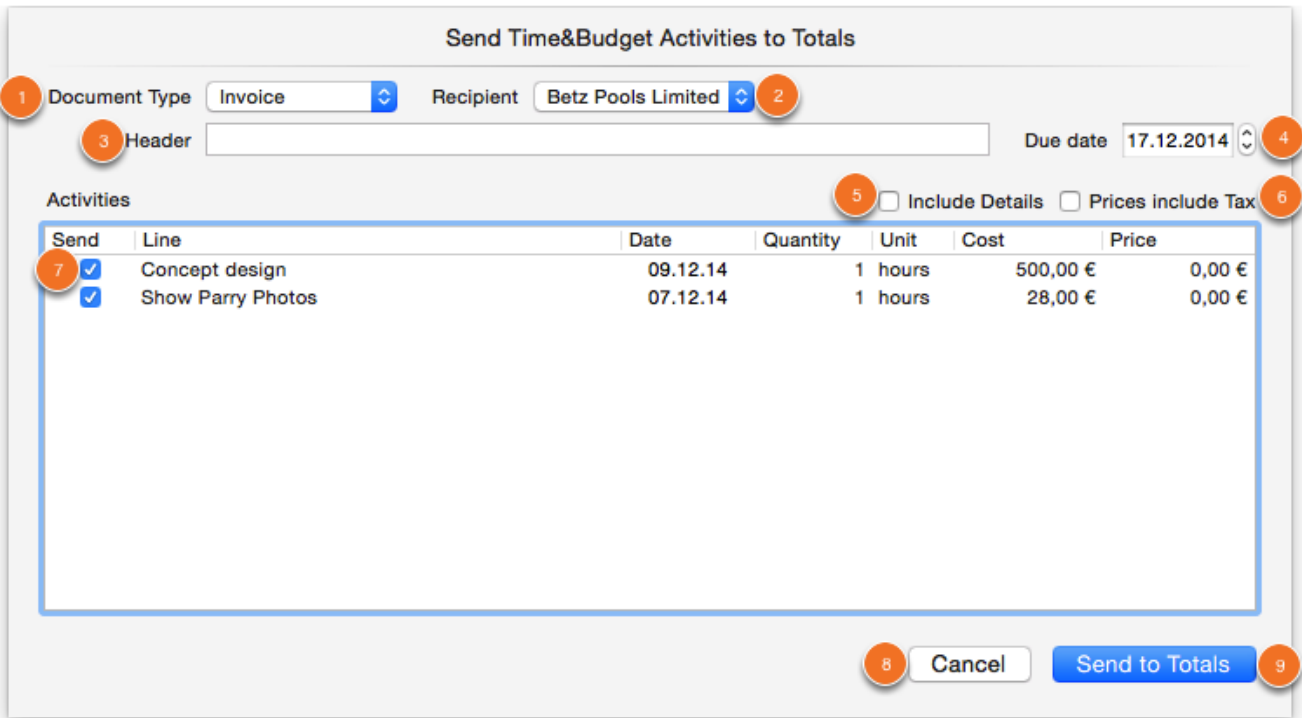 Send Time&Budget Activities to Totals
1 Document Type Invoice Recipient Betz Pools Limited 2
3 Header Due date 17.12.2014 4
Activities 5 Include Details Prices include Tax 6
Send Line Date Quantity Unit Cost Price
7 Concept design 09.12.14 1 hours 500,00 € 0,00 €
Show Parry Photos 07.12.14 1 hours 28,00 € 0,00 €
8 Cancel Send to Totals 9